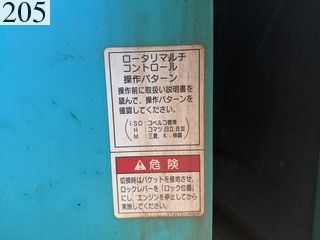 205
ロータリマルチ
コントロール
操作パターン
操作前に取扱い説明書を
読んで、操作パターンを
確認してください。
ISO：コベルコ標準
H：コマツ,日立,住友
M：三菱、K：神鋼
危険
切換時はバケットを接地させ、
ロックレバーを「ロック位置」
にし、エンジンを停止してから
実施してください。